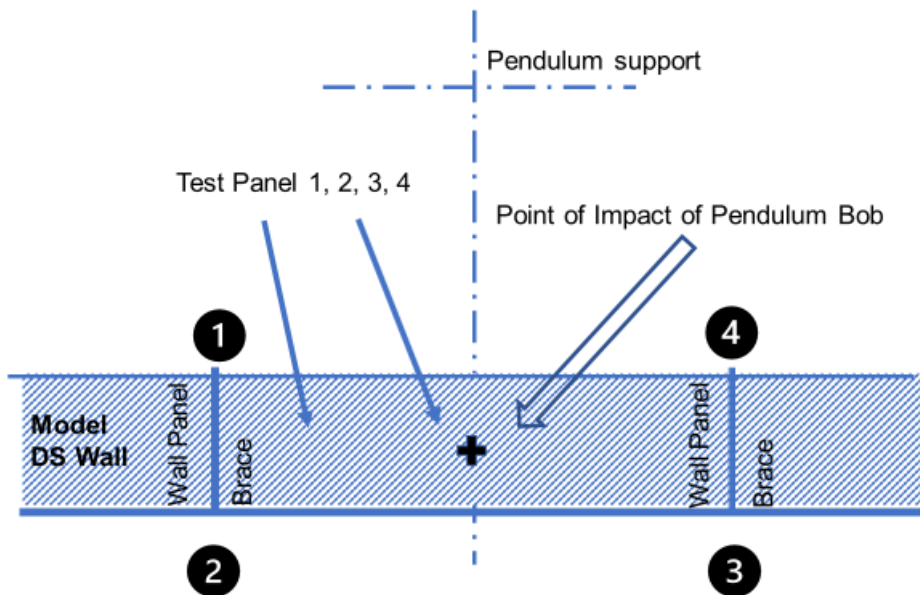 Pendulum support
Test Panel 1, 2, 3, 4
Point of Impact of Pendulum Bob
1
4
Model
DS Wall
Wall Panel
Brace
Wall Panel
Brace
2
3